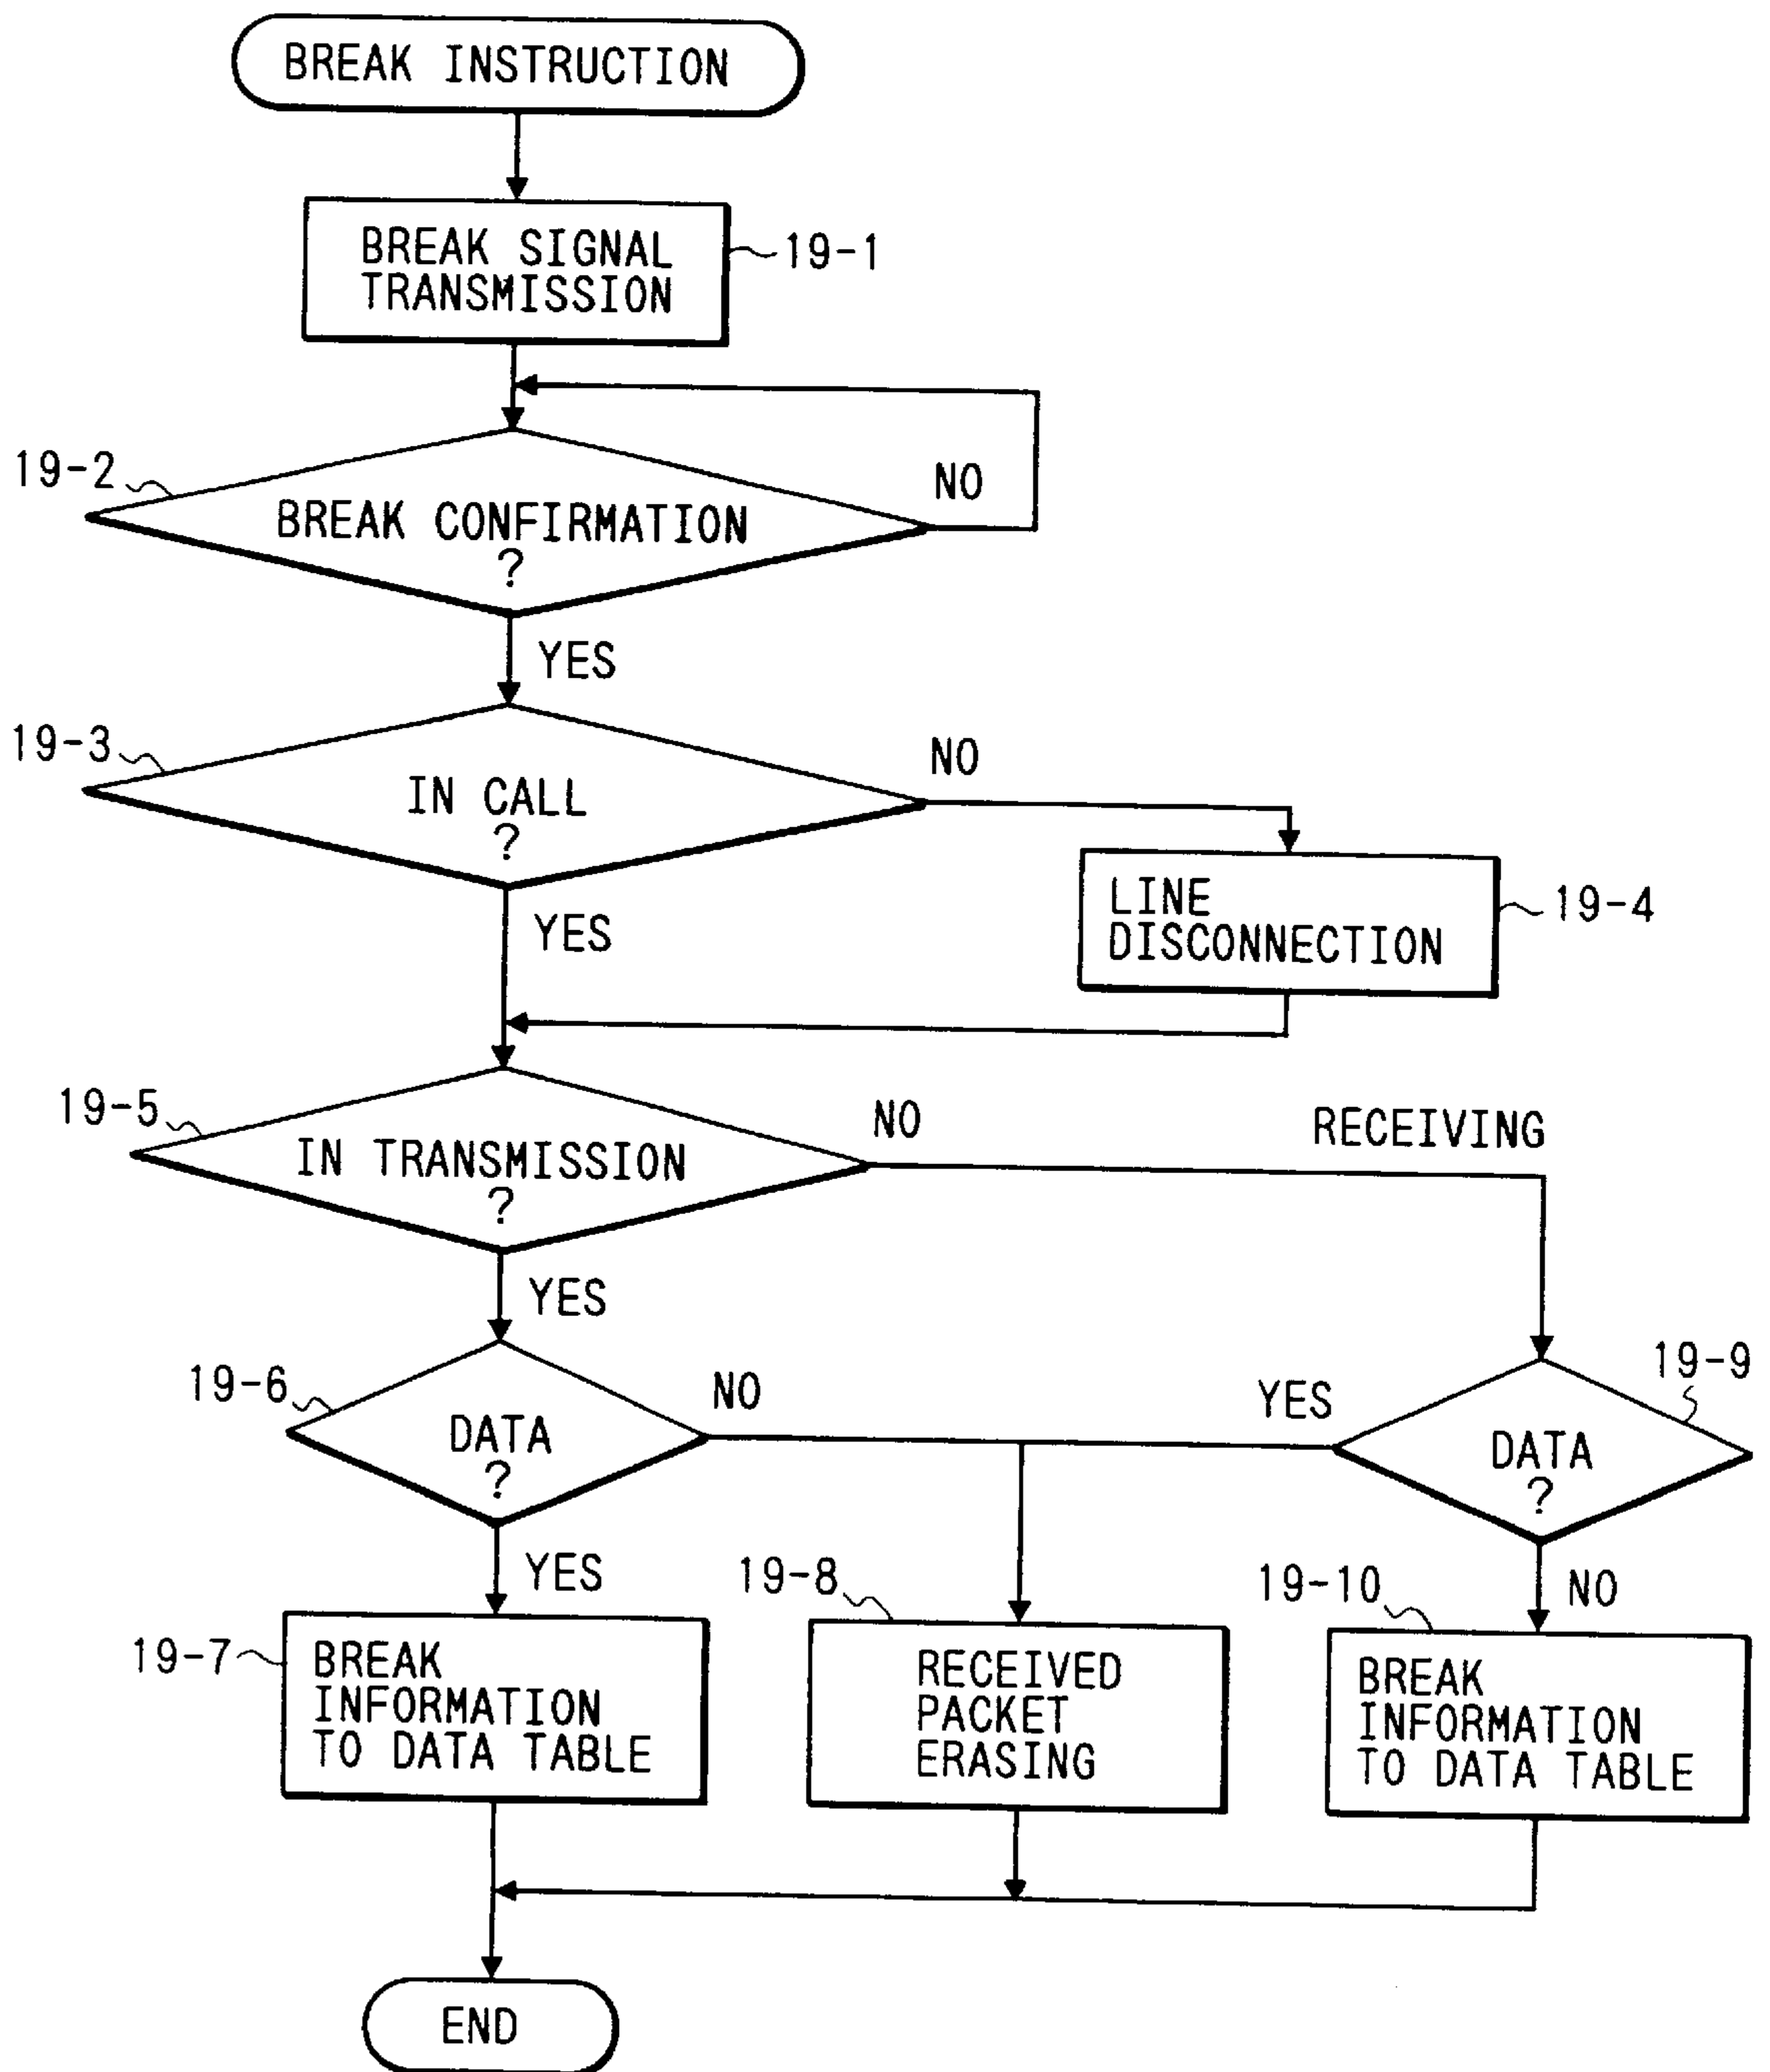 BREAK INSTRUCTION
BREAK SIGNAL
TRANSMISSION
19-1
19-2
BREAK CONFIRMATION
?
NO
YES
19-3
IN CALL
?
NO
YES
LINE
DISCONNECTION
19-4
19-5
IN TRANSMISSION
?
NO
RECEIVING
YES
19-6
DATA
?
NO
YES
19-9
DATA
?
YES
NO
19-7
BREAK
INFORMATION
TO DATA TABLE
19-8
RECEIVED
PACKET
ERASING
19-10
BREAK
INFORMATION
TO DATA TABLE
END